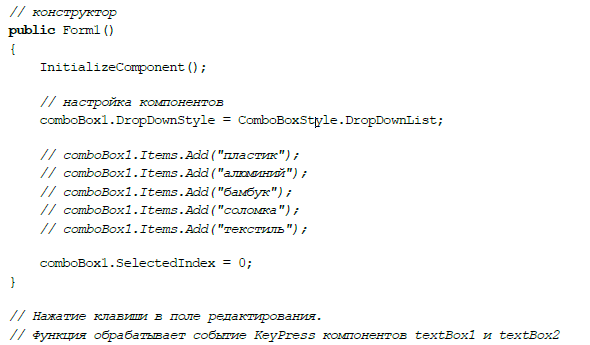 // конструктор
public Form1()
{
InitializeComponent();
// настройка компонентов
comboBox1.DropDownStyle = ComboBoxStyle.DropDownList;
// comboBox1.Items.Add("пластик");
// comboBox1.Items.Add("алюминий");
// comboBox1.Items.Add("бамбук");
// comboBox1.Items.Add("соломка");
// comboBox1.Items.Add("текстиль");
comboBox1.SelectedIndex = 0;
}
// Нажатие клавиши в поле редактирования.
// Функция обрабатывает событие KeyPress компонентов textBox1 и textBox2